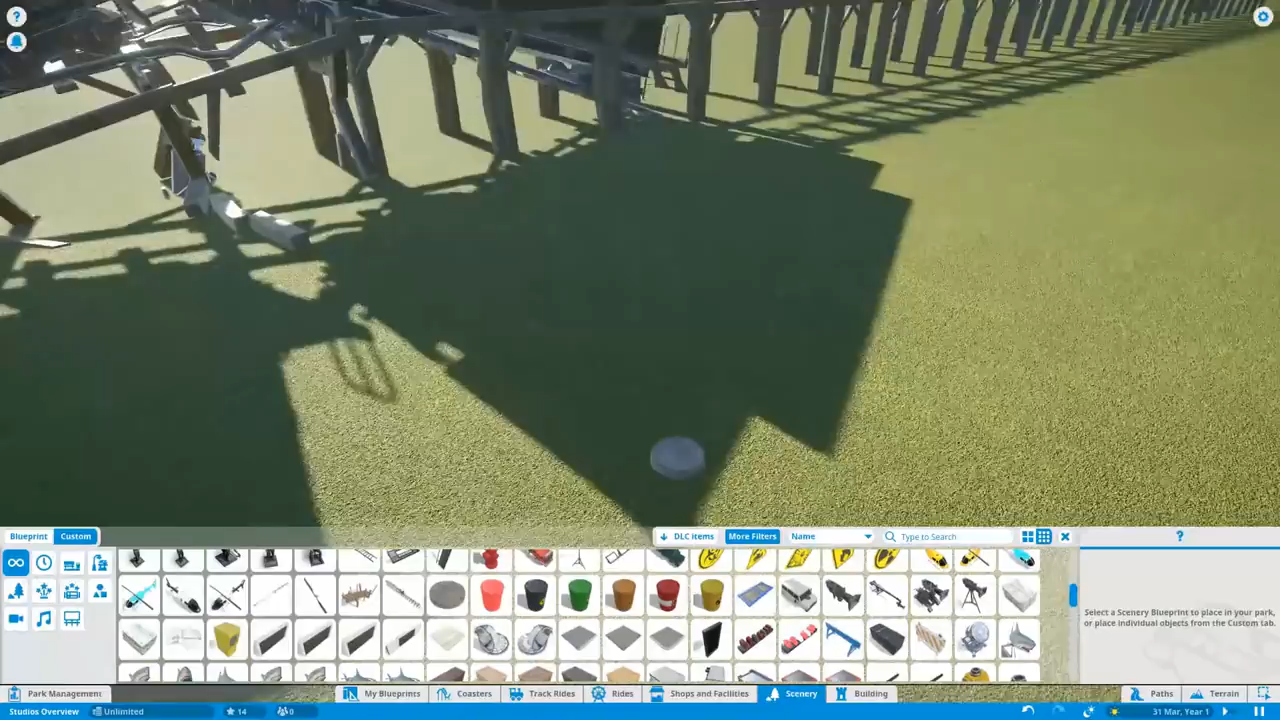 ?
Blueprint
Custom
DLC items
More Filters
Name
Type to Search
?
Select a Scenery Blueprint to place in your park,
or place individual objects from the Custom tab.
Park Management
My Blueprints
Coasters
Track Rides
Rides
Shops and Facilities
Scenery
Building
Paths
Terrain
Studios Overview
Unlimited
14
0
31 Mar, Year 1